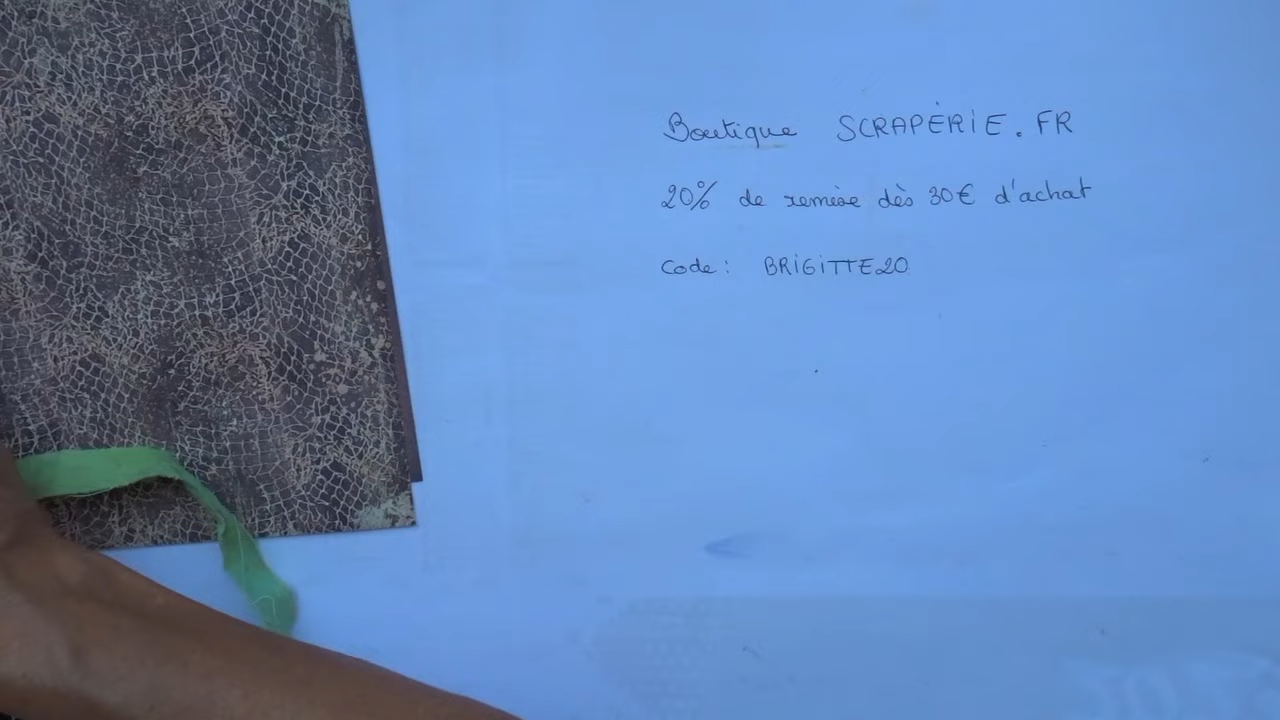 Boutique SCRAPERIE.FR
20% de remise dès 30€ d'achat
Code : BRIGITTE20